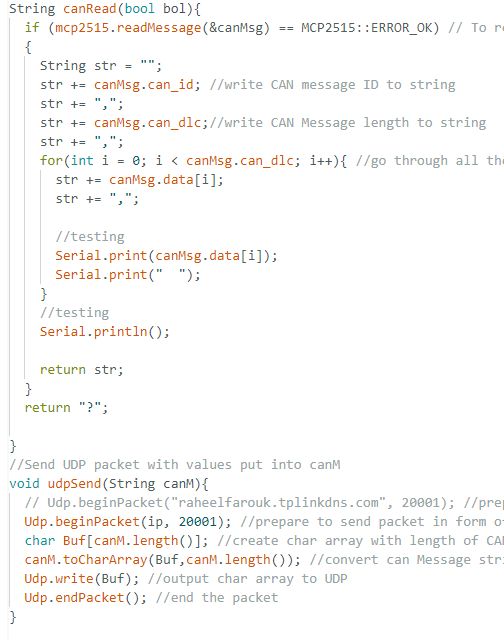 String canRead(bool bol){
if (mcp2515.readMessage(&canMsg) == MCP2515::ERROR_OK) // To
{
String str = "";
str += canMsg.can_id; //write CAN message ID to string
str += ",";
str += canMsg.can_dlc;//write CAN Message length to string
str += ",";
for(int i = 0; i < canMsg.can_dlc; i++){ //go through all
str += canMsg.data[i];
str += ",";
//testing
Serial.print(canMsg.data[i]);
Serial.print("  ");
}
//testing
Serial.println();
return str;
}
return "?";
}
//Send UDP packet with values put into canM
void udpSend(String canM){
// Udp.beginPacket("raheelfarouk.tplinkdns.com", 20001);
Udp.beginPacket(ip, 20001); //prepare to send packet in form
char Buf[canM.length()]; //create char array with length of
canM.toCharArray(Buf,canM.length()); //convert can Message
Udp.write(Buf); //output char array to UDP
Udp.endPacket(); //end the packet
}